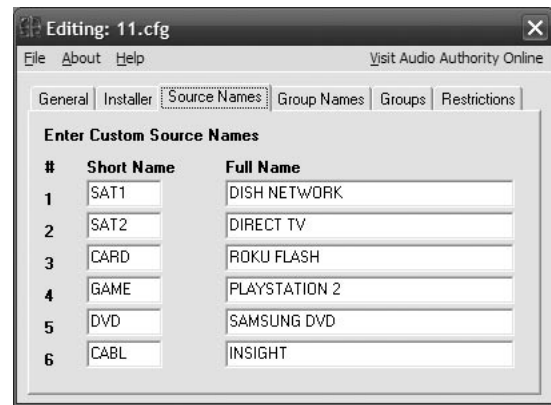 Editing: 11.cfg
File About Help Visit Audio Authority Online
General Installer Source Names Group Names Groups Restrictions
Enter Custom Source Names
# Short Name Full Name
1 SAT1 DISH NETWORK
2 SAT2 DIRECT TV
3 CARD ROKU FLASH
4 GAME PLAYSTATION 2
5 DVD SAMSUNG DVD
6 CABL INSIGHT